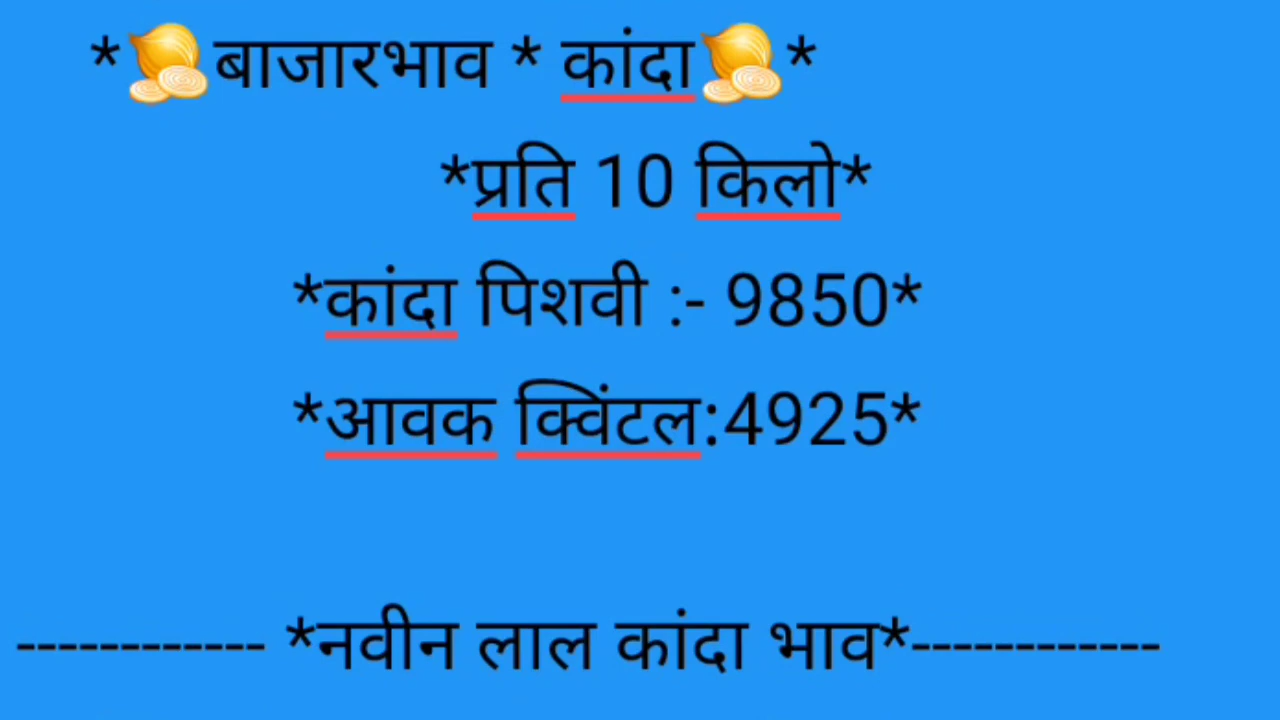 *🧅बाजारभाव * कांदा🧅*
*प्रति 10 किलो*
*कांदा पिशवी :- 9850*
*आवक क्विंटल:4925*
------------ *नवीन लाल कांदा भाव*------------